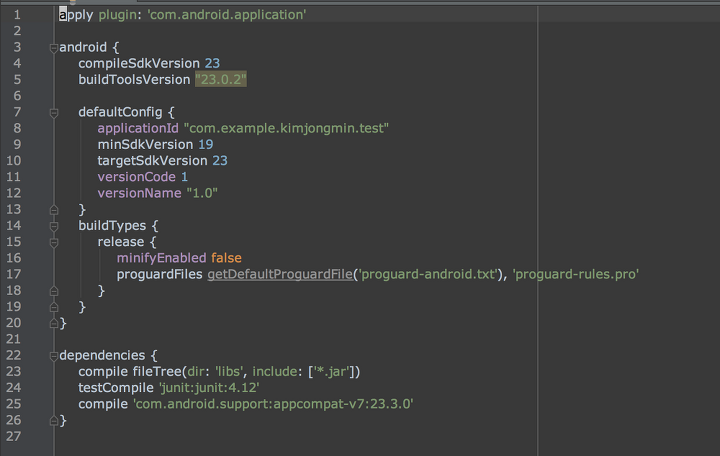 1 apply plugin: 'com.android.application'
2
3 android {
4 compileSdkVersion 23
5 buildToolsVersion "23.0.2"
6
7 defaultConfig {
8 applicationId "com.example.kimjongmin.test"
9 minSdkVersion 19
10 targetSdkVersion 23
11 versionCode 1
12 versionName "1.0"
13 }
14 buildTypes {
15 release {
16 minifyEnabled false
17 proguardFiles getDefaultProguardFile('proguard-android.txt'), 'proguard-rules.pro'
18 }
19 }
20 }
21
22 dependencies {
23 compile fileTree(dir: 'libs', include: ['*.jar'])
24 testCompile 'junit:junit:4.12'
25 compile 'com.android.support:appcompat-v7:23.3.0'
26 }
27